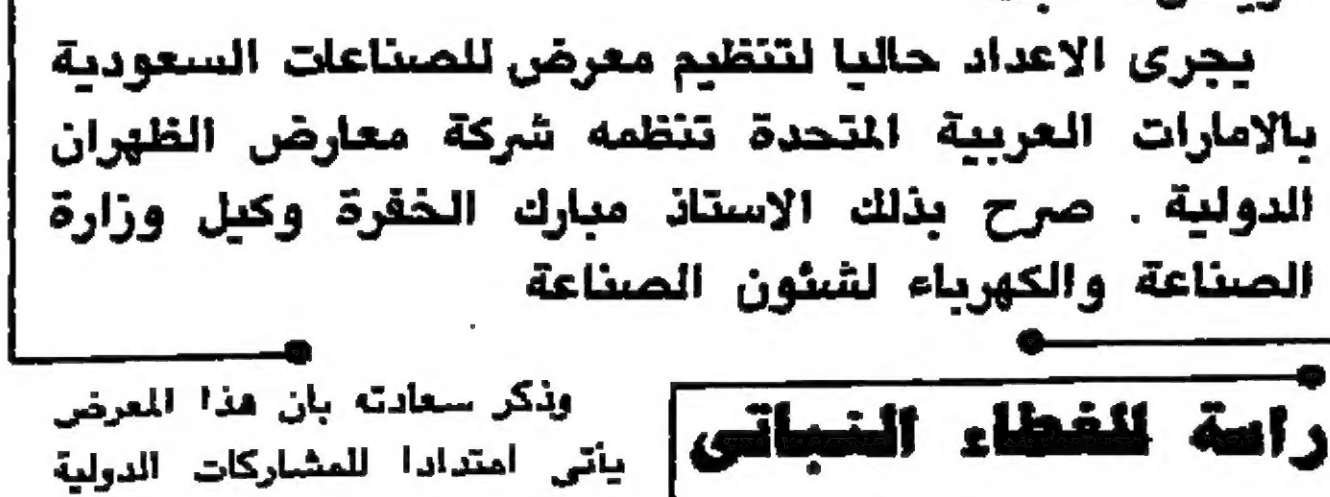 يجرى الاعداد حاليا لتنظيم معرض للصناعات السعودية
بالامارات العربية المتحدة تنظمه شركة معارض الظهران
الدولية . صرح بذلك الاستاذ مبارك الخفرة وكيل وزارة
الصناعة والكهرباء لشئون الصناعة
راسة للغطاء النباتى
وذكر سعادته بان هذا المعرض
يأتى امتدادا للمشاركات الدولية